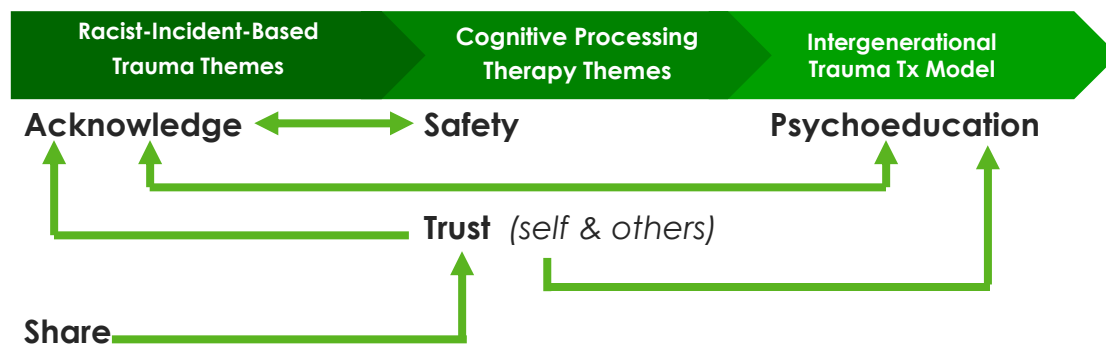 Racist-Incident-Based
Trauma Themes
Cognitive Processing
Therapy Themes
Intergenerational
Trauma Tx Model
Acknowledge
Safety
Psychoeducation
Trust (self & others)
Share